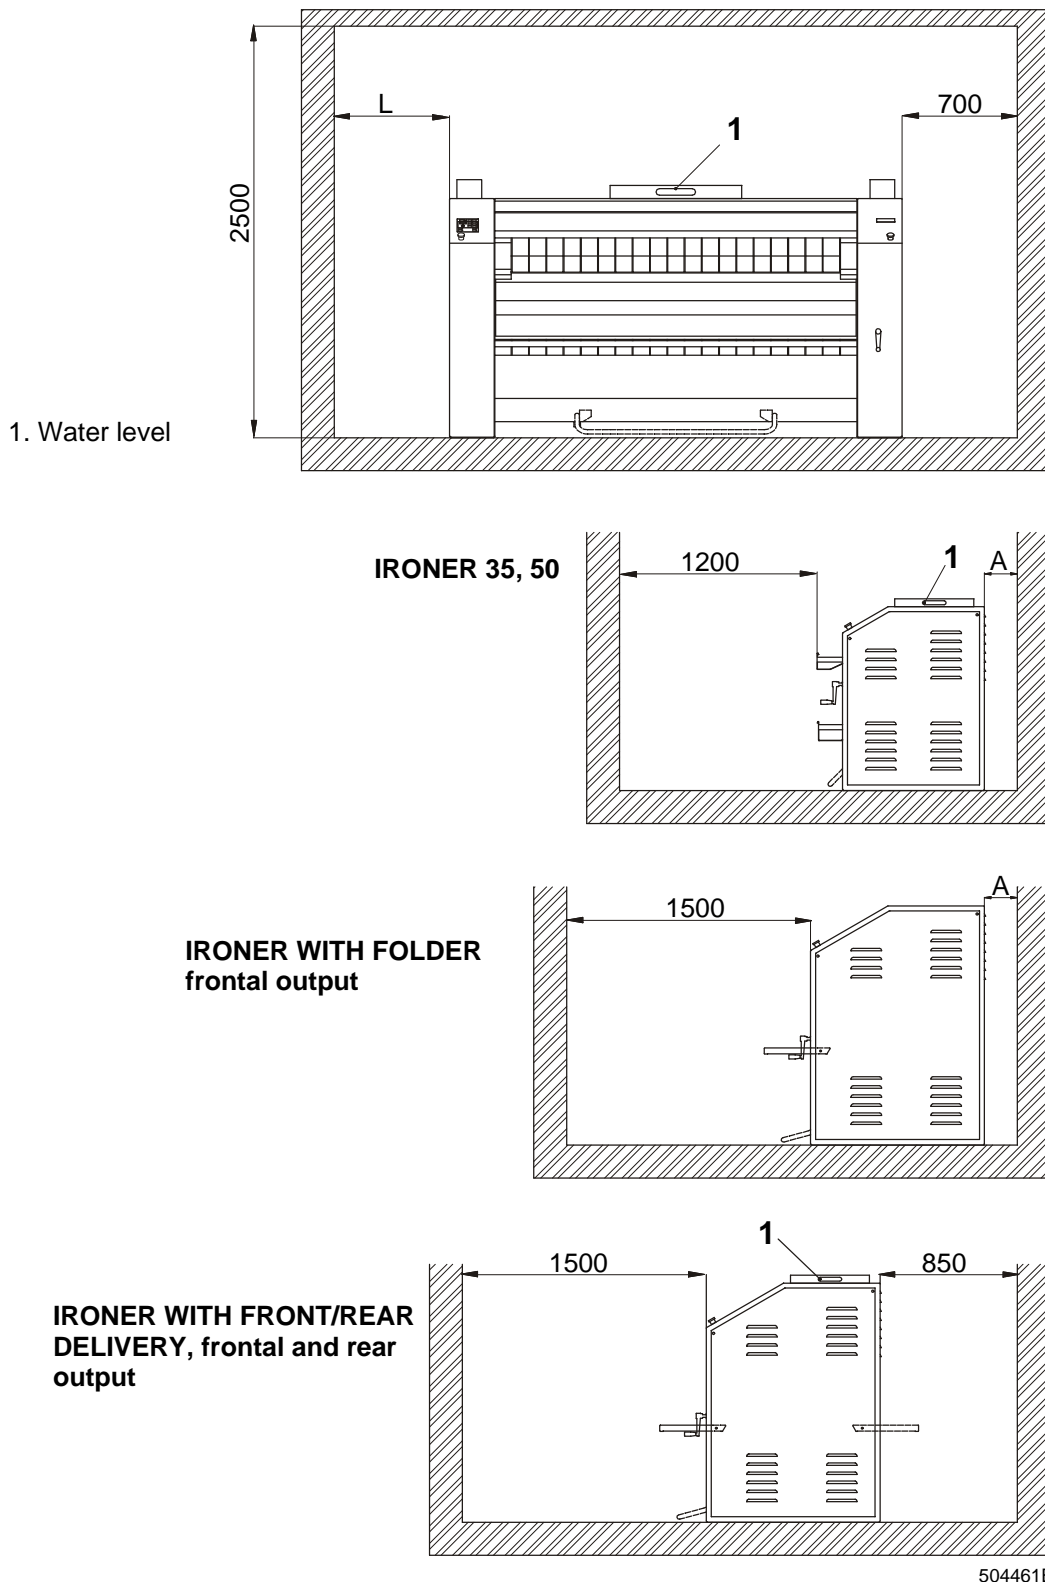 L
700
1
2500
1. Water level
IRONER 35, 50
1200
1
A
IRONER WITH FOLDER
frontal output
1500
A
IRONER WITH FRONT/REAR
DELIVERY, frontal and rear
output
1500
1
850
504461B